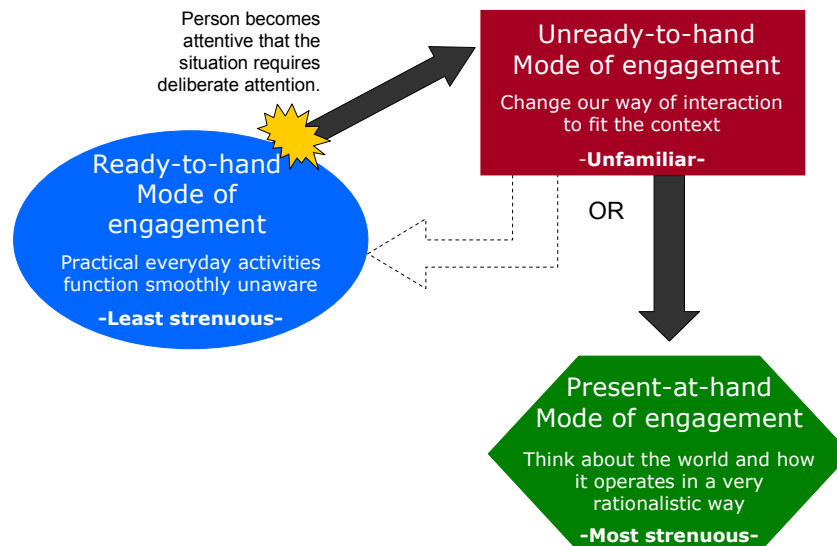 Person becomes
attentive that the
situation requires
deliberate attention.
Unready-to-hand
Mode of engagement
Change our way of interaction
to fit the context
-Unfamiliar-
Ready-to-hand
Mode of
engagement
Practical everyday activities
function smoothly unaware
-Least strenuous-
OR
Present-at-hand
Mode of engagement
Think about the world and how
it operates in a very
rationalistic way
-Most strenuous-